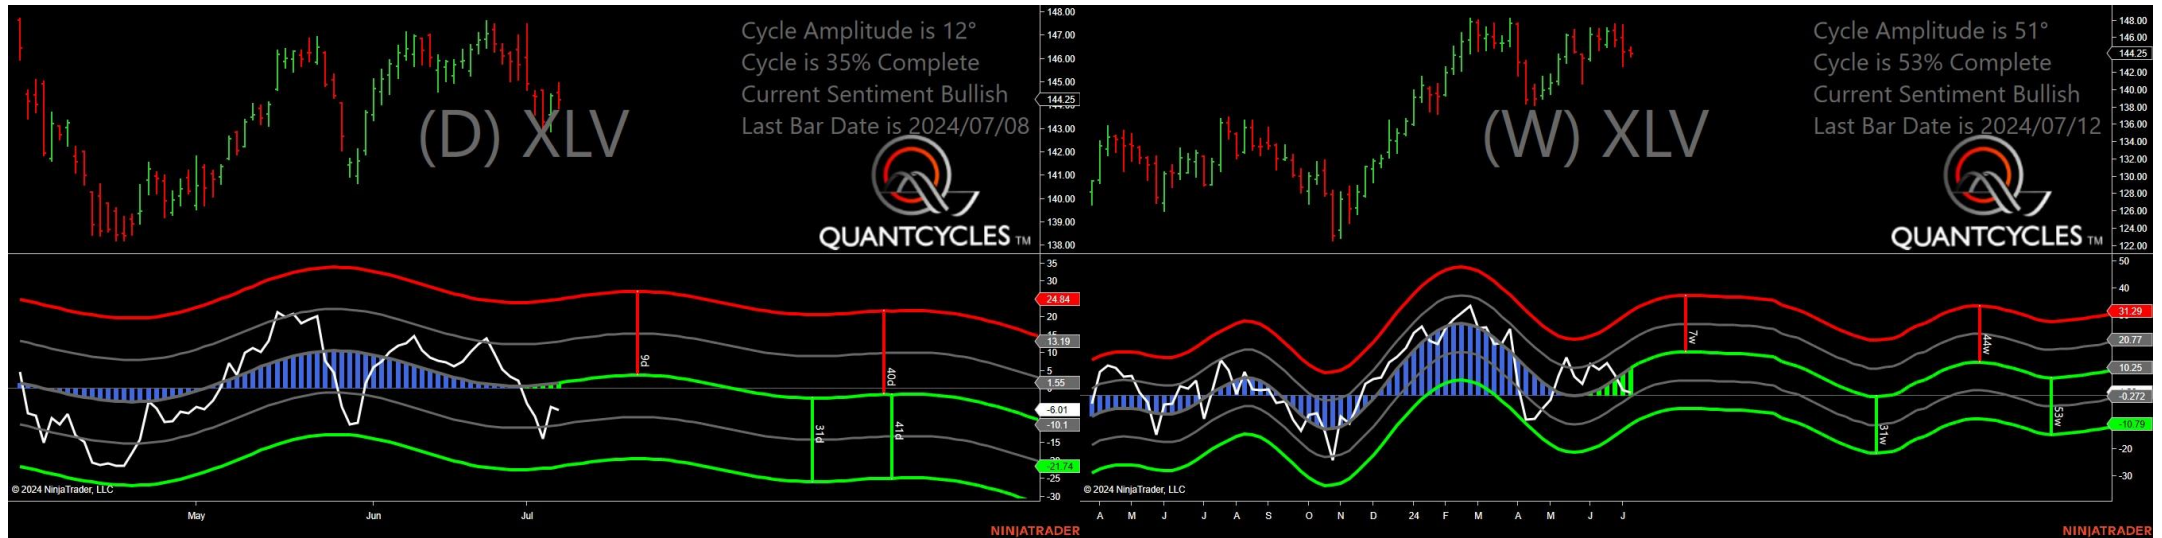 Cycle Amplitude is 12°
Cycle is 35% Complete
Current Sentiment Bullish
Last Bar Date is 2024/07/08
(D) XLV
QUANTCYCLES TM
148.00
147.00
146.00
145.00
144.25
143.00
142.00
141.00
140.00
139.00
138.00
35
30
24.84
20
13.19
10
5
1.55
-6.01
-10.1
-15
-21.74
-25
-30
9d
40d
31d
41d
© 2024 NinjaTrader, LLC
May Jun Jul
NINJATRADER
Cycle Amplitude is 51°
Cycle is 53% Complete
Current Sentiment Bullish
Last Bar Date is 2024/07/12
(W) XLV
QUANTCYCLES TM
148.00
146.00
144.25
142.00
140.00
138.00
136.00
134.00
132.00
130.00
128.00
126.00
124.00
122.00
50
40
31.29
20.77
10.25
-0.272
-10.79
-20
-30
7w
44w
31w
53w
© 2024 NinjaTrader, LLC
A M J J A S O N D 24 F M A M J J
NINJATRADER